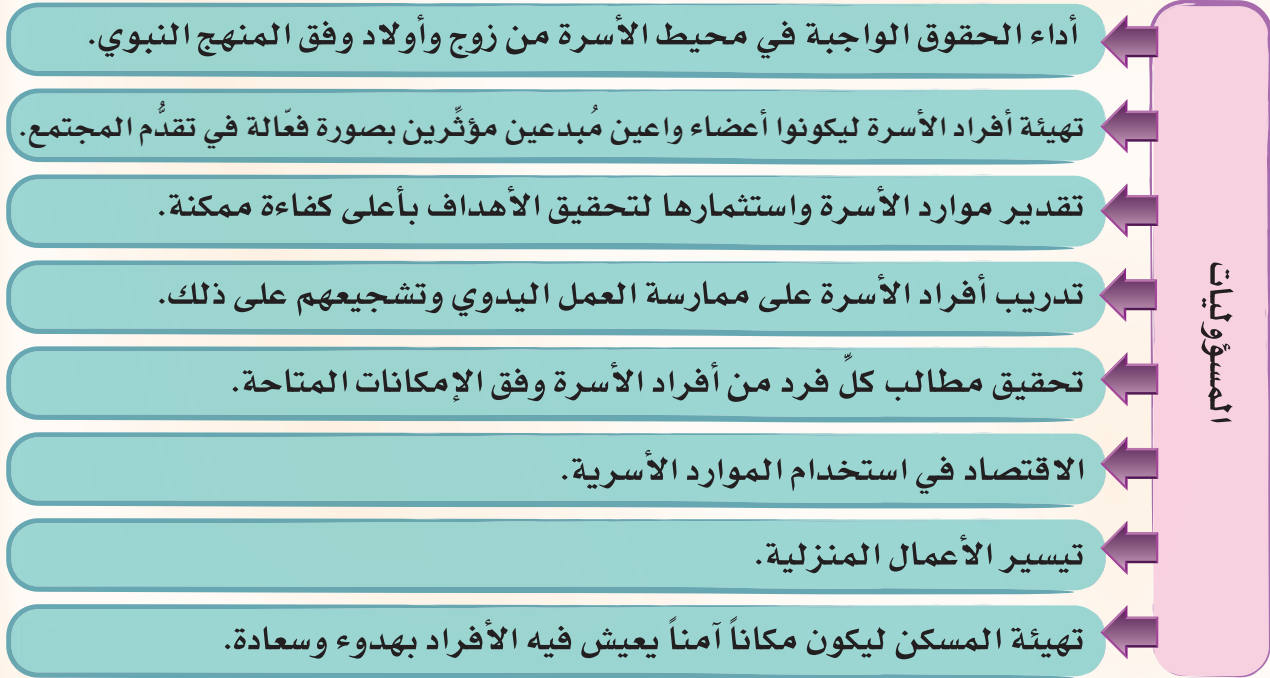 المسؤوليات
أداء الحقوق الواجبة في محيط الأسرة من زوج وأولاد وفق المنهج النبوي.
تهيئة أفراد الأسرة ليكونوا أعضاء واعين مُبدعين مؤثِّرين بصورة فعّالة في تقدُّم المجتمع.
تقدير موارد الأسرة واستثمارها لتحقيق الأهداف بأعلى كفاءة ممكنة.
تدريب أفراد الأسرة على ممارسة العمل اليدوي وتشجيعهم على ذلك.
تحقيق مطالب كلِّ فرد من أفراد الأسرة وفق الإمكانات المتاحة.
الاقتصاد في استخدام الموارد الأسرية.
تيسير الأعمال المنزلية.
تهيئة المسكن ليكون مكاناً آمناً يعيش فيه الأفراد بهدوء وسعادة.